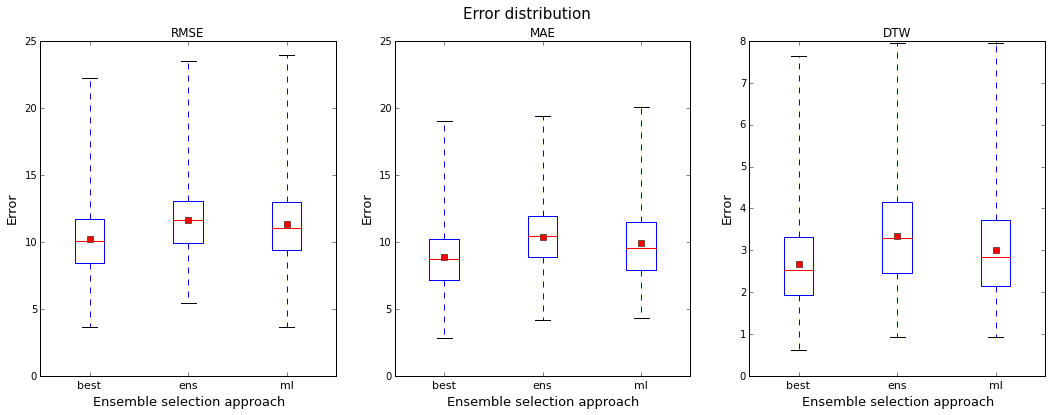 Error distribution
RMSE
25
20
15
10
5
0
Error
best ens ml
Ensemble selection approach
MAE
25
20
15
10
5
0
Error
best ens ml
Ensemble selection approach
DTW
8
7
6
5
4
3
2
1
0
Error
best ens ml
Ensemble selection approach